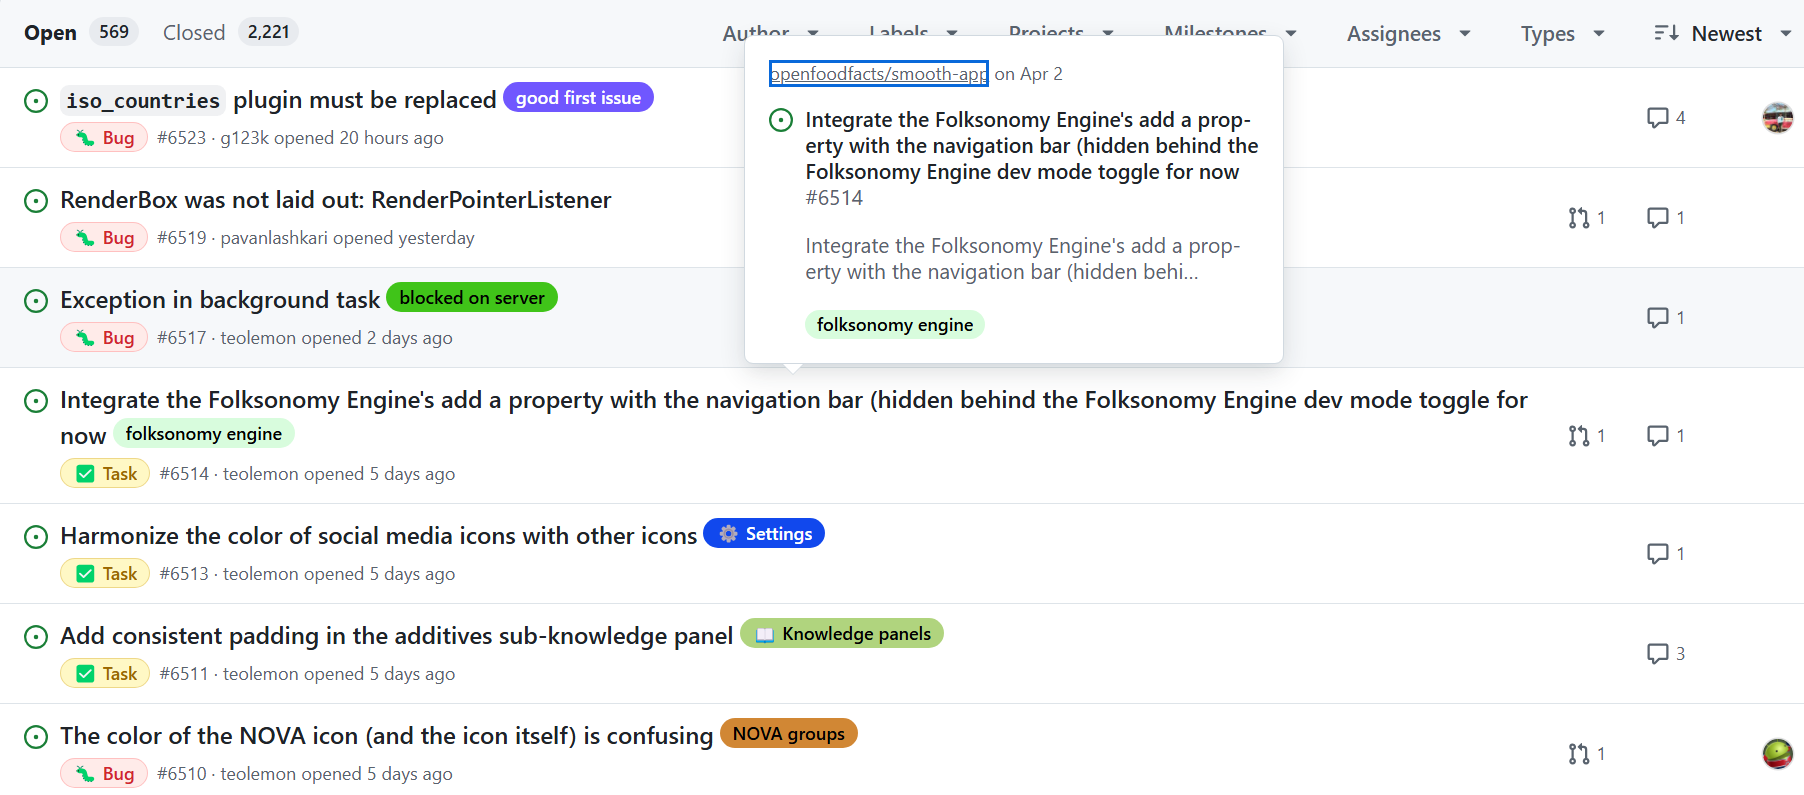 Open 569 Closed 2,221 Author Labels Projects Milestones Assignees Types Newest
iso_countries plugin must be replaced good first issue
Bug #6523 · g123k opened 20 hours ago
4
RenderBox was not laid out: RenderPointerListener
Bug #6519 · pavanlashkari opened yesterday
1 1
Exception in background task blocked on server
Bug #6517 · teolemon opened 2 days ago
1
openfoodfacts/smooth-app on Apr 2
Integrate the Folksonomy Engine's add a prop-
erty with the navigation bar (hidden behind the
Folksonomy Engine dev mode toggle for now
#6514
Integrate the Folksonomy Engine's add a prop-
erty with the navigation bar (hidden behi...
folksonomy engine
Integrate the Folksonomy Engine's add a property with the navigation bar (hidden behind the Folksonomy Engine dev mode toggle for
now folksonomy engine
Task #6514 · teolemon opened 5 days ago
1 1
Harmonize the color of social media icons with other icons Settings
Task #6513 · teolemon opened 5 days ago
1
Add consistent padding in the additives sub-knowledge panel Knowledge panels
Task #6511 · teolemon opened 5 days ago
3
The color of the NOVA icon (and the icon itself) is confusing NOVA groups
Bug #6510 · teolemon opened 5 days ago
1